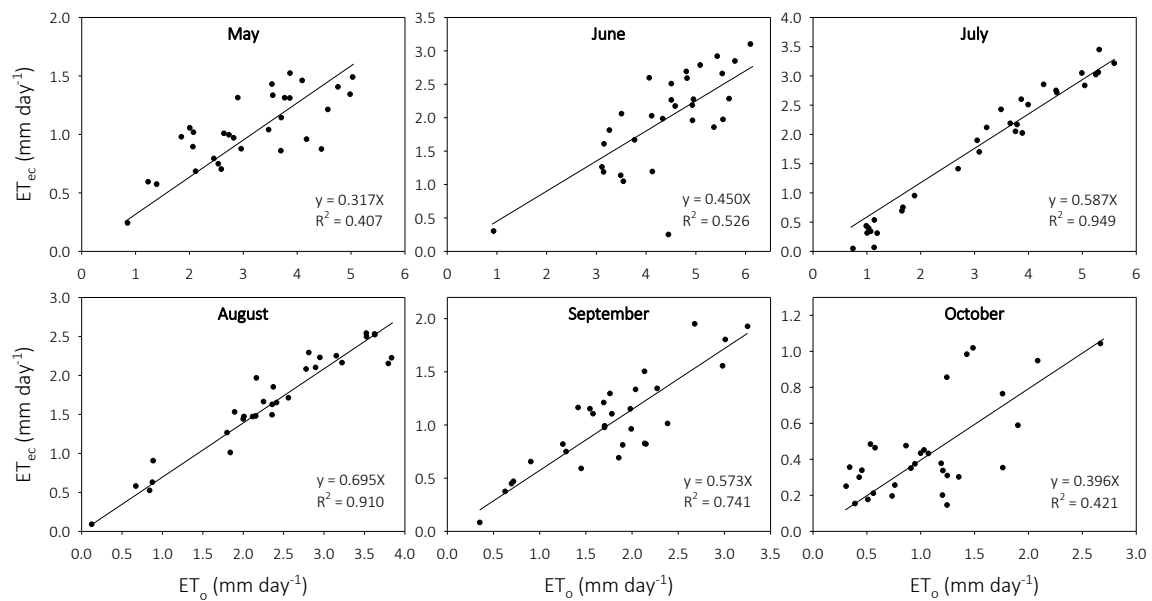 May
June
July
ET_ec (mm day^-1)
2.0
1.5
1.0
0.5
0.0
0 1 2 3 4 5 6
y = 0.317X
R^2 = 0.407
3.5
3.0
2.5
2.0
1.5
1.0
0.5
0.0
0 1 2 3 4 5 6
y = 0.450X
R^2 = 0.526
4.0
3.5
3.0
2.5
2.0
1.5
1.0
0.5
0.0
0 1 2 3 4 5 6
y = 0.587X
R^2 = 0.949
August
September
October
ET_ec (mm day^-1)
3.0
2.5
2.0
1.5
1.0
0.5
0.0
0.0 0.5 1.0 1.5 2.0 2.5 3.0 3.5 4.0
y = 0.695X
R^2 = 0.910
2.0
1.5
1.0
0.5
0.0
0.0 0.5 1.0 1.5 2.0 2.5 3.0 3.5
y = 0.573X
R^2 = 0.741
1.2
1.0
0.8
0.6
0.4
0.2
0.0
0.0 0.5 1.0 1.5 2.0 2.5 3.0
y = 0.396X
R^2 = 0.421
ET_o (mm day^-1)
ET_o (mm day^-1)
ET_o (mm day^-1)